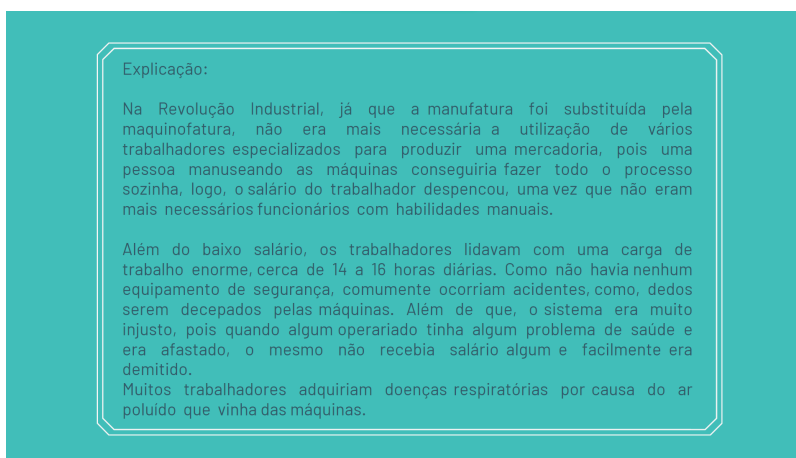 Explicação:
Na Revolução Industrial, já que a manufatura foi substituída pela
maquinofatura, não era mais necessária a utilização de vários
trabalhadores especializados para produzir uma mercadoria, pois uma
pessoa manuseando as máquinas conseguiria fazer todo o processo
sozinha, logo, o salário do trabalhador despencou, uma vez que não eram
mais necessários funcionários com habilidades manuais.
Além do baixo salário, os trabalhadores lidavam com uma carga de
trabalho enorme, cerca de 14 a 16 horas diárias. Como não havia nenhum
equipamento de segurança, comumente ocorriam acidentes, como, dedos
serem decepados pelas máquinas. Além de que, o sistema era muito
injusto, pois quando algum operariado tinha algum problema de saúde e
era afastado, o mesmo não recebia salário algum e facilmente era
demitido.
Muitos trabalhadores adquiriam doenças respiratórias por causa do ar
poluído que vinha das máquinas.